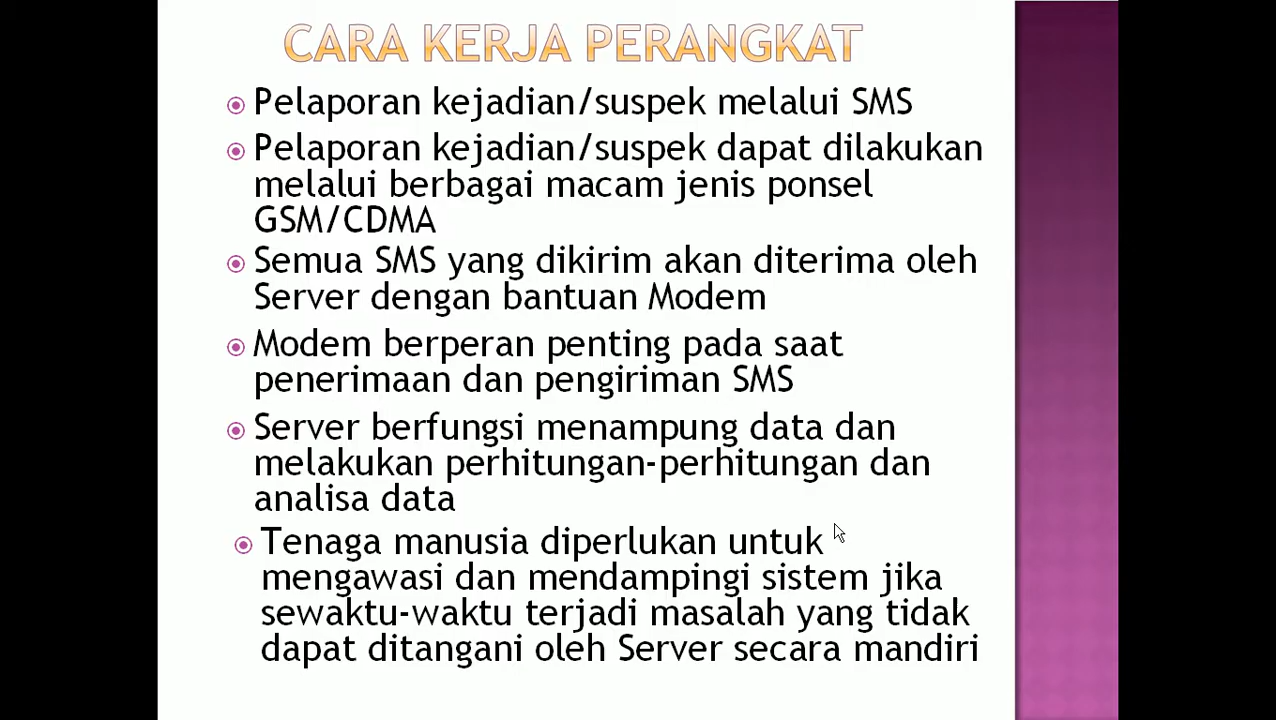 CARA KERJA PERANGKAT
Pelaporan kejadian/suspek melalui SMS
Pelaporan kejadian/suspek dapat dilakukan
melalui berbagai macam jenis ponsel
GSM/CDMA
Semua SMS yang dikirim akan diterima oleh
Server dengan bantuan Modem
Modem berperan penting pada saat
penerimaan dan pengiriman SMS
Server berfungsi menampung data dan
melakukan perhitungan-perhitungan dan
analisa data
Tenaga manusia diperlukan untuk
mengawasi dan mendampingi sistem jika
sewaktu-waktu terjadi masalah yang tidak
dapat ditangani oleh Server secara mandiri